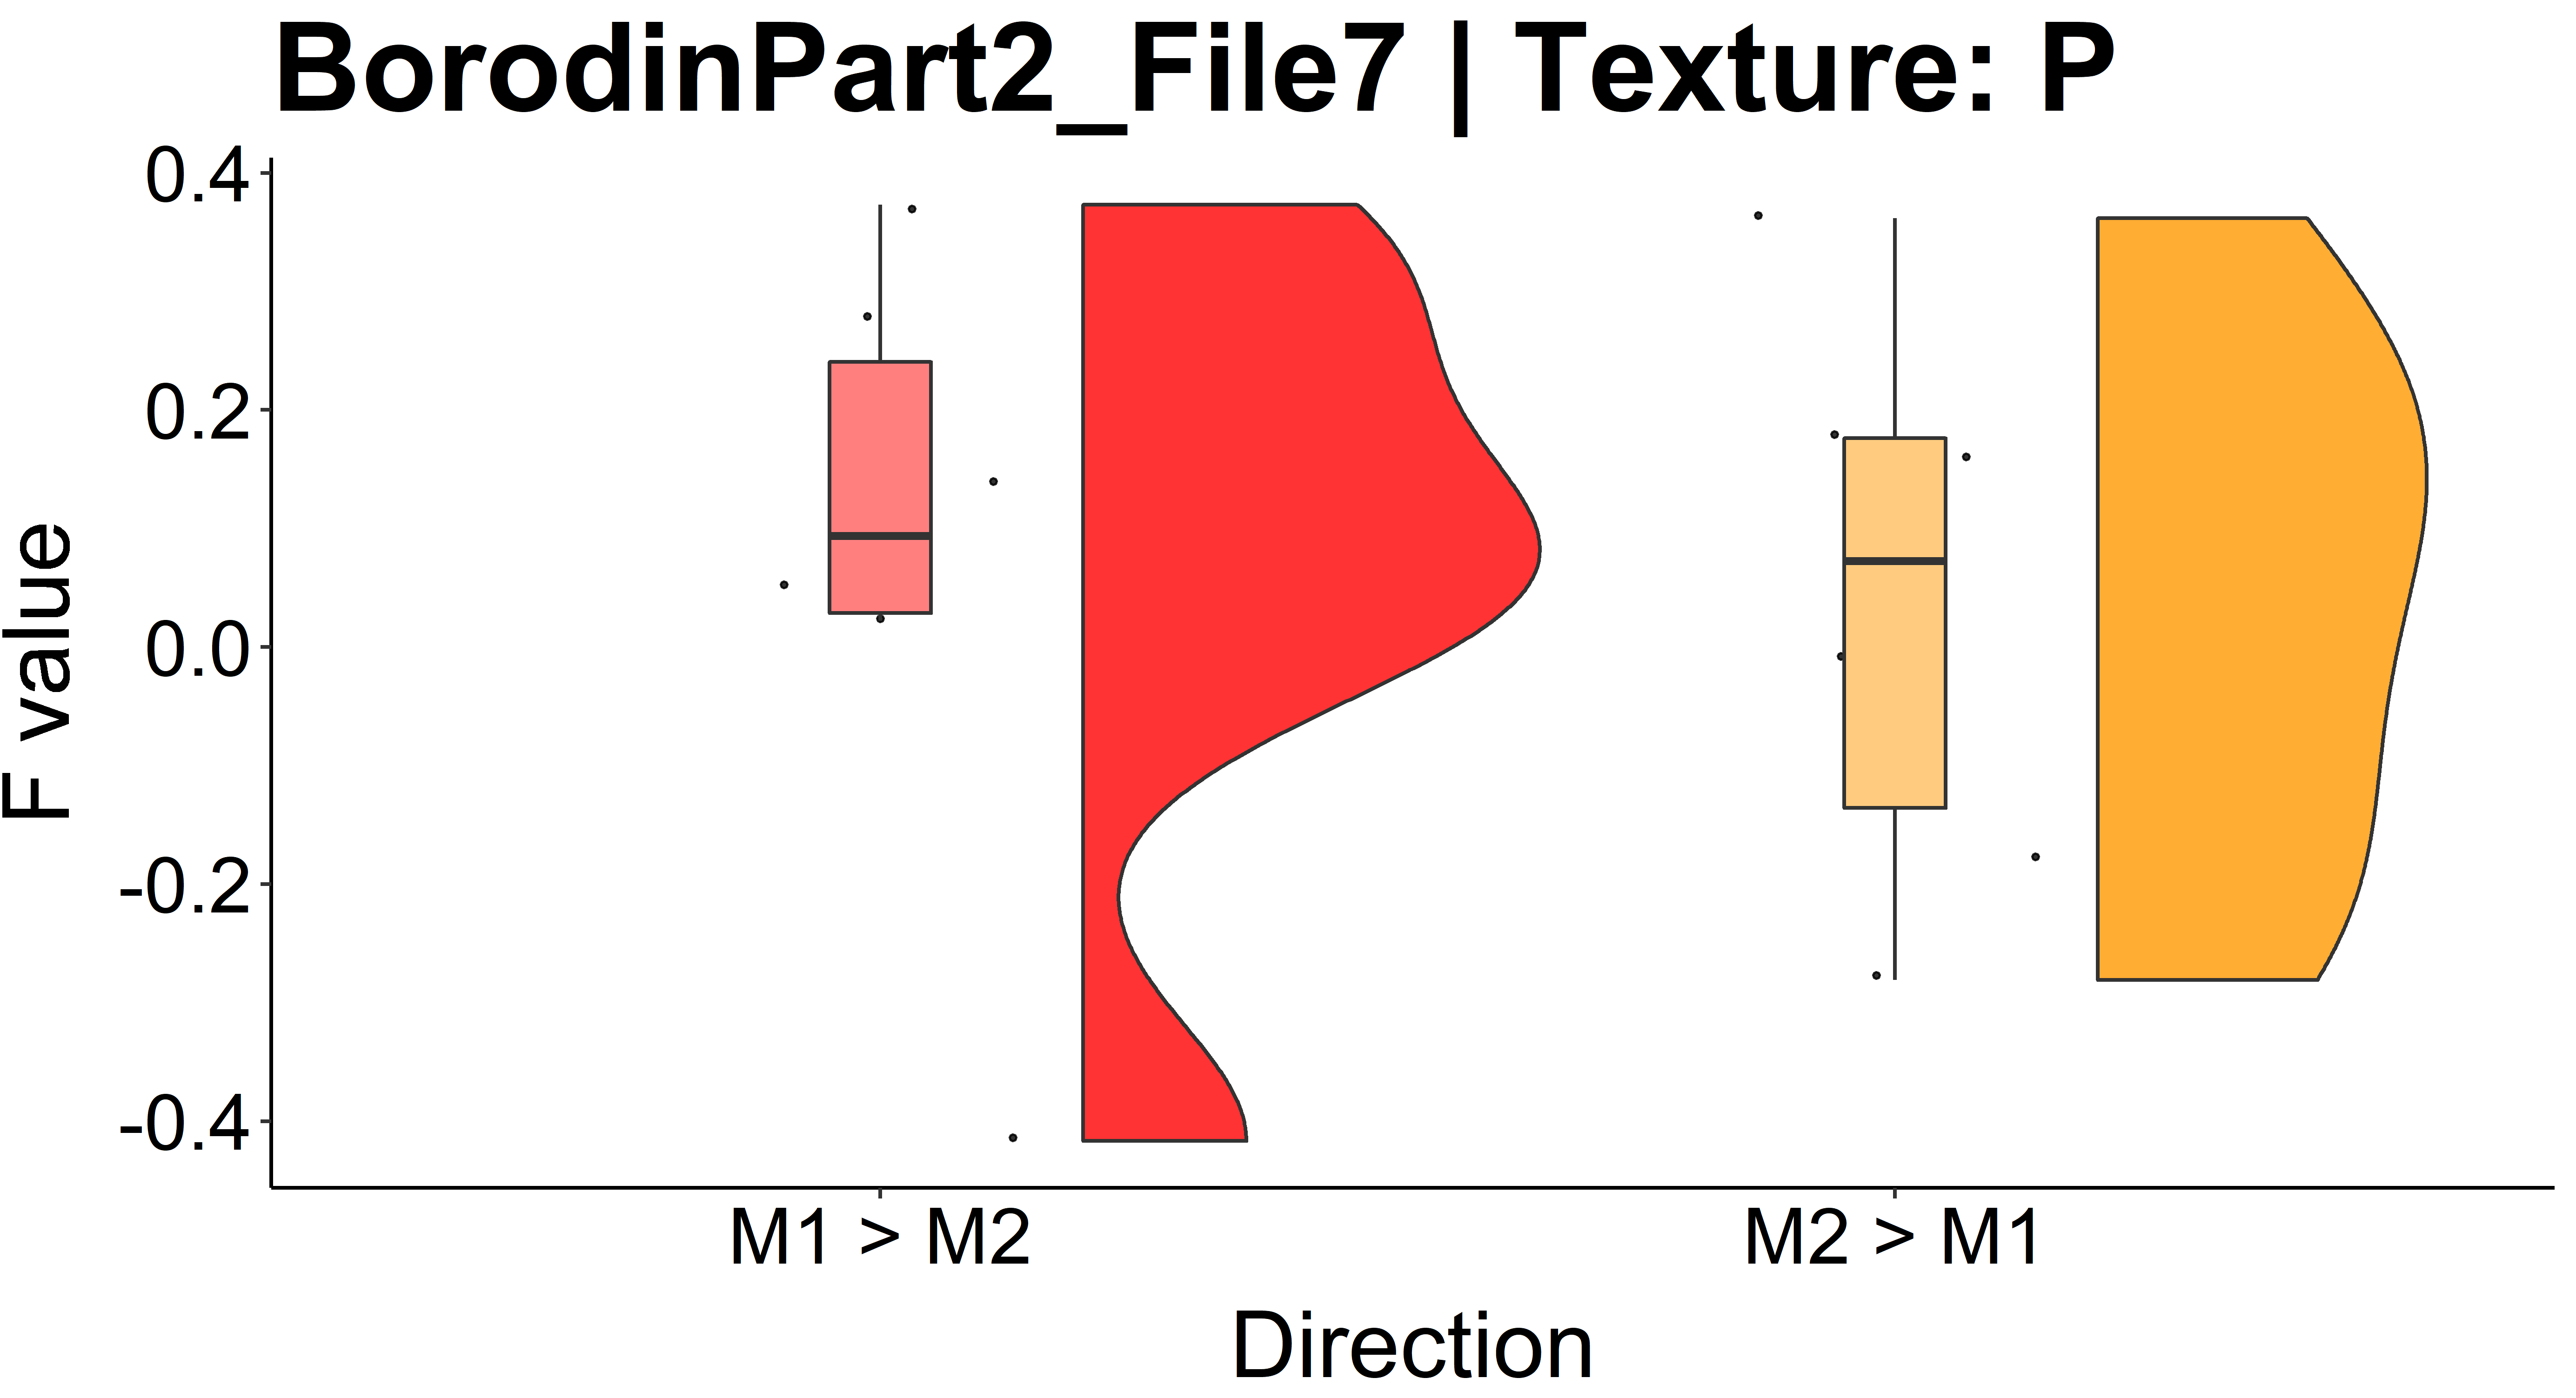 BorodinPart2_File7 | Texture: P
F value
0.4
0.2
0.0
-0.2
-0.4
M1 > M2
M2 > M1
Direction